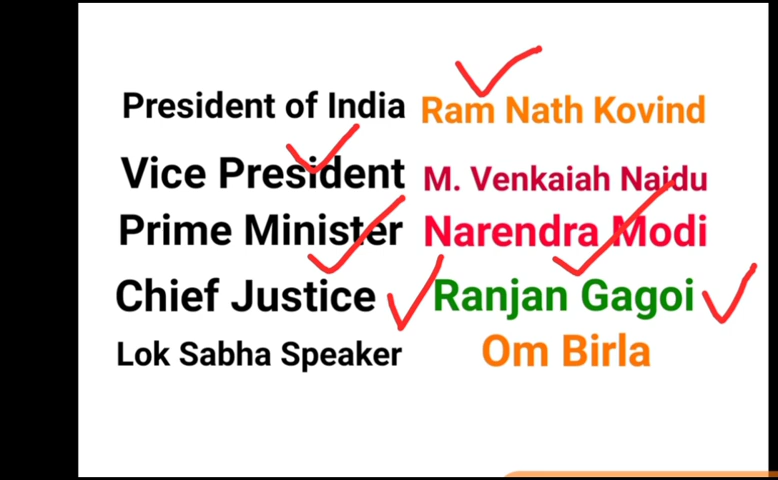 President of India Ram Nath Kovind
Vice President M. Venkaiah Naidu
Prime Minister Narendra Modi
Chief Justice Ranjan Gagoi
Lok Sabha Speaker Om Birla